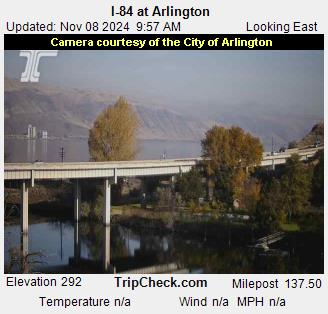 I-84 at Arlington
Updated: Nov 08 2024 9:57 AM Looking East
Camera courtesy of the City of Arlington
Elevation 292 TripCheck.com Milepost 137.50
Temperature n/a Wind n/a MPH n/a